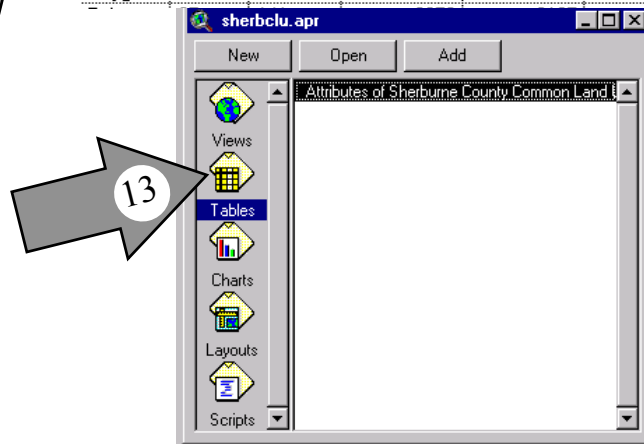 sherbclu.apr
New Open Add
Attributes of Sherburne County Common Land
Views
13
Tables
Charts
Layouts
Scripts